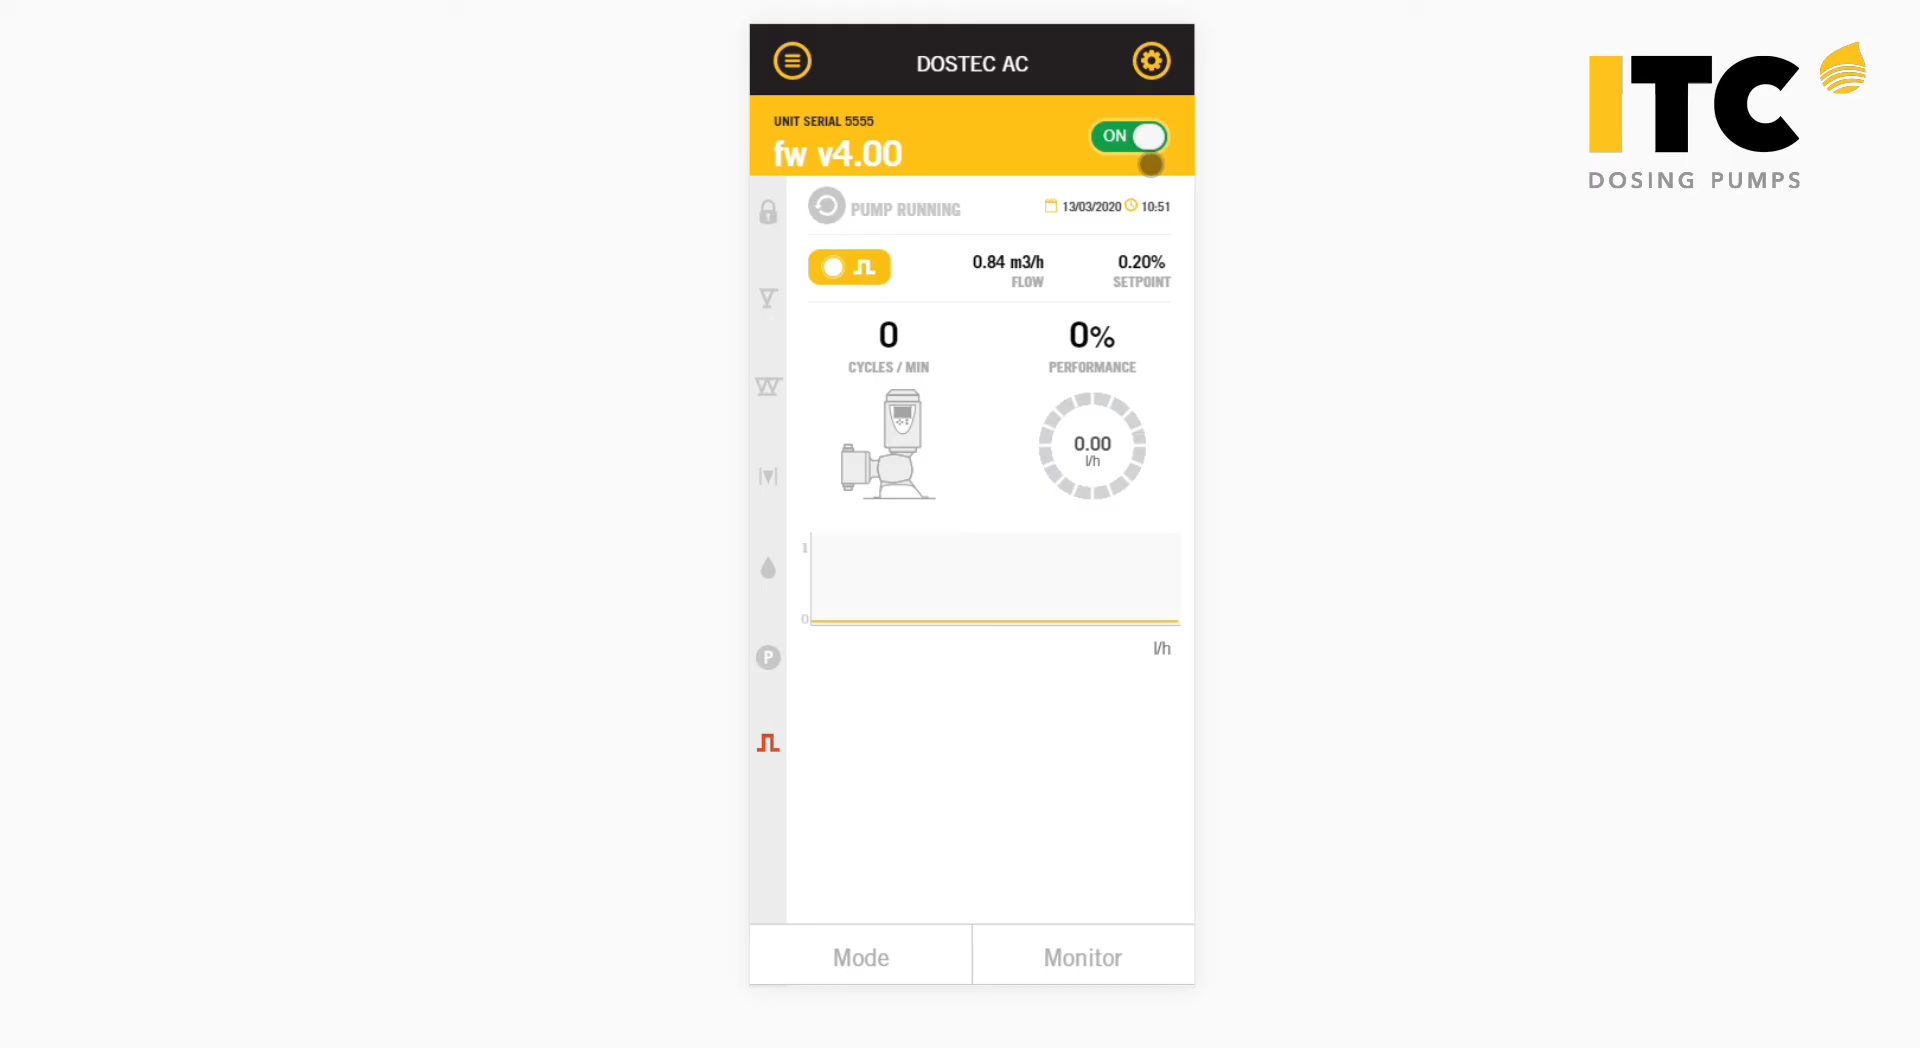 DOSTEC AC
ITC
DOSING PUMPS
UNIT SERIAL 5555
fw v4.00
ON
PUMP RUNNING
13/03/2020 10:51
0.84 m3/h
FLOW
0.20%
SETPOINT
0
CYCLES / MIN
0%
PERFORMANCE
0.00
l/h
1
0
l/h
P
Mode
Monitor